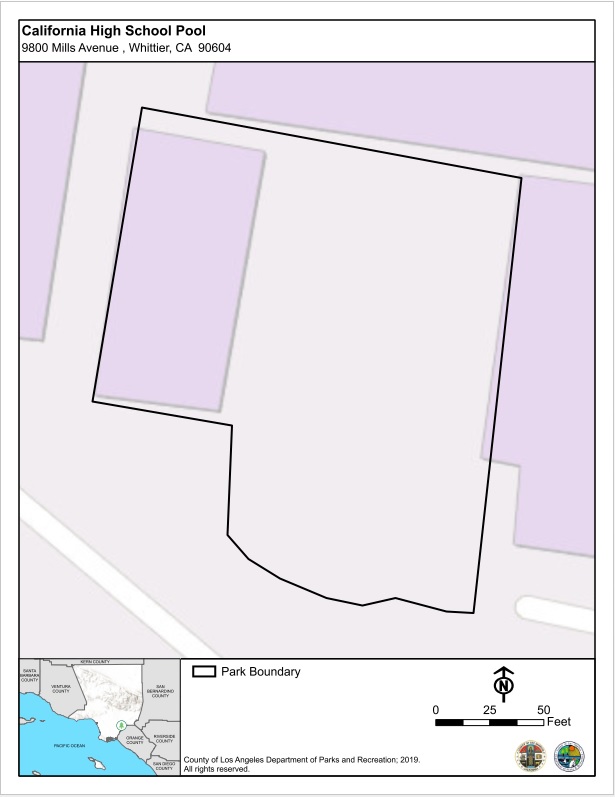 California High School Pool
9800 Mills Avenue , Whittier, CA  90604
KERN COUNTY
SANTA
BARBARA
COUNTY
VENTURA
COUNTY
SAN
BERNARDINO
COUNTY
ORANGE
COUNTY
RIVERSIDE
COUNTY
PACIFIC OCEAN
SAN DIEGO
COUNTY
Park Boundary
N
0 25 50
Feet
County of Los Angeles Department of Parks and Recreation; 2019.
All rights reserved.